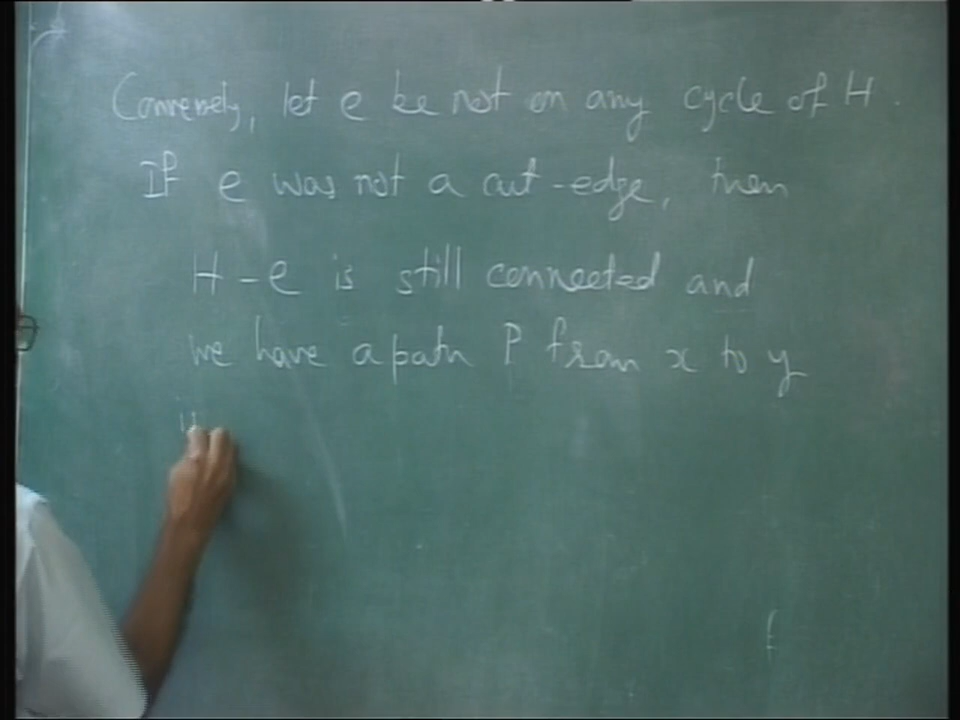 Conversely, let e be not on any cycle of H.
If e was not a cut-edge, then
H - e is still connected and
we have a path P from x to y